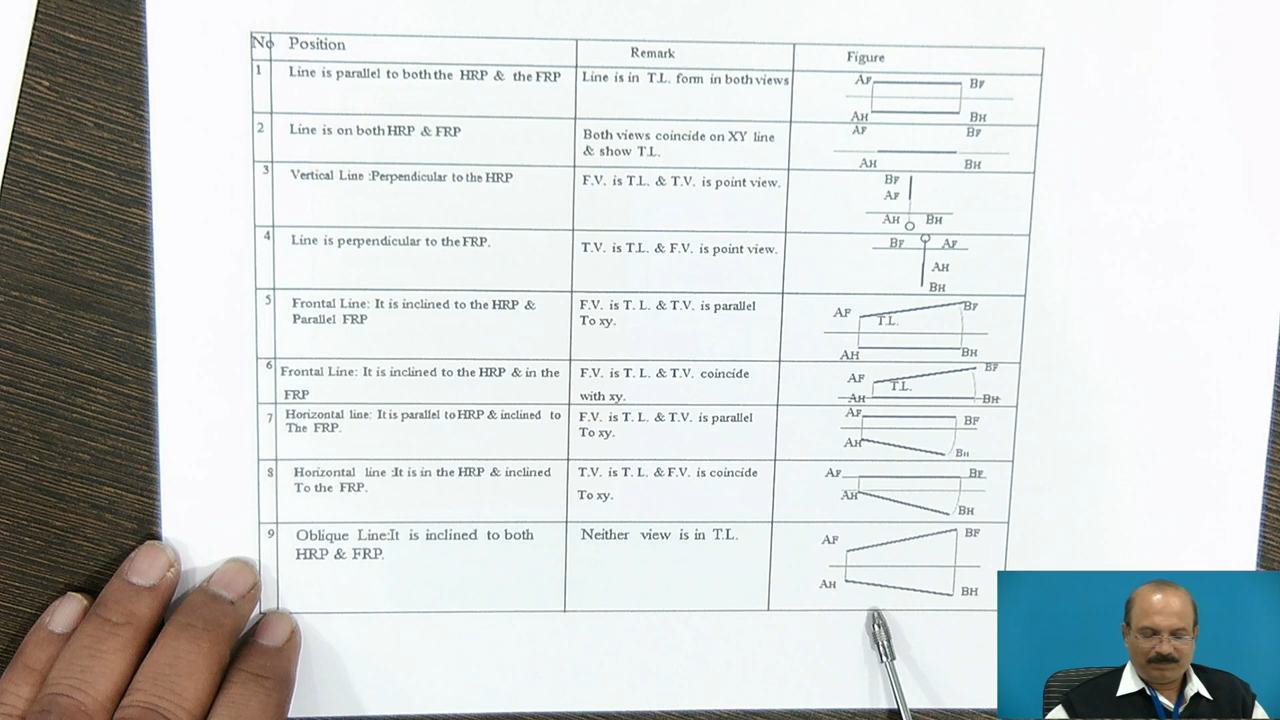 No Position Remark Figure
1 Line is parallel to both the HRP & the FRP
Line is in T.L. form in both views
AF BF
AH BH
2 Line is on both HRP & FRP
Both views coincide on XY line
& show T.L.
AF BF
AH BH
3 Vertical Line :Perpendicular to the HRP
F.V. is T.L. & T.V. is point view.
BF
AF
AH BH
4 Line is perpendicular to the FRP.
T.V. is T.L. & F.V. is point view.
BF AF
AH
BH
5 Frontal Line: It is inclined to the HRP &
Parallel FRP
F.V. is T. L. & T.V. is parallel
To xy.
AF BF
T.L.
AH BH
6 Frontal Line: It is inclined to the HRP & in the
FRP
F.V. is T. L. & T.V. coincide
with xy.
AF BF
T.L.
AH BH
7 Horizontal line: It is parallel to HRP & inclined to
The FRP.
F.V. is T. L. & T.V. is parallel
To xy.
AF BF
AH BH
8 Horizontal line :It is in the HRP & inclined
To the FRP.
T.V. is T. L. & F.V. is coincide
To xy.
AF BF
AH BH
9 Oblique Line:It is inclined to both
HRP & FRP.
Neither view is in T.L.
AF BF
AH BH